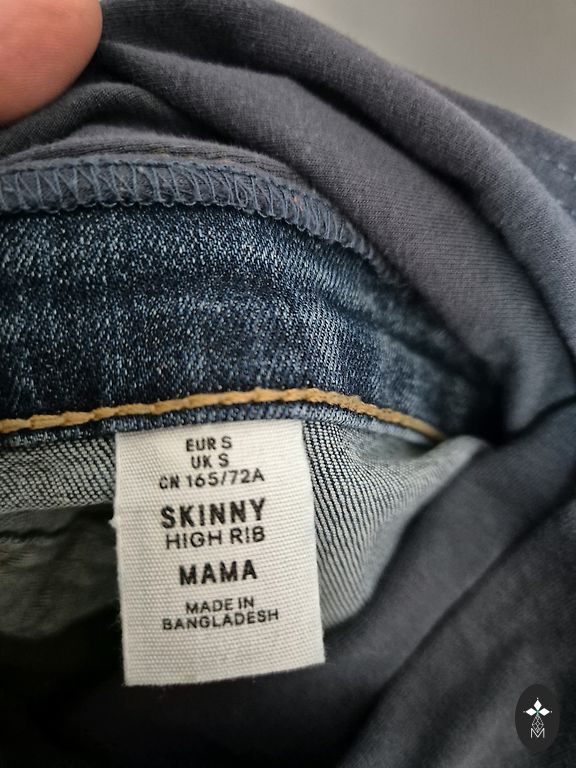 EUR S
UK S
CN 165/72A
SKINNY
HIGH RIB
MAMA
MADE IN
BANGLADESH
M